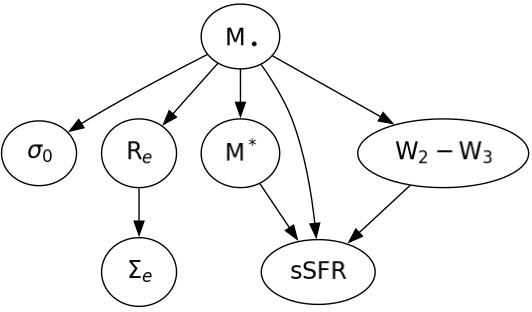 M•
σ₀
Rₑ
M*
W₂ − W₃
Σₑ
sSFR